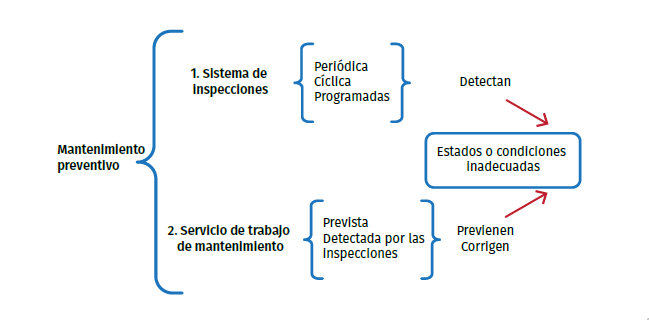 1. Sistema de
inspecciones
Periódica
Cíclica
Programadas
Detectan
Mantenimiento
preventivo
Estados o condiciones
inadecuadas
2. Servicio de trabajo
de mantenimiento
Prevista
Detectada por las
inspecciones
Previenen
Corrigen